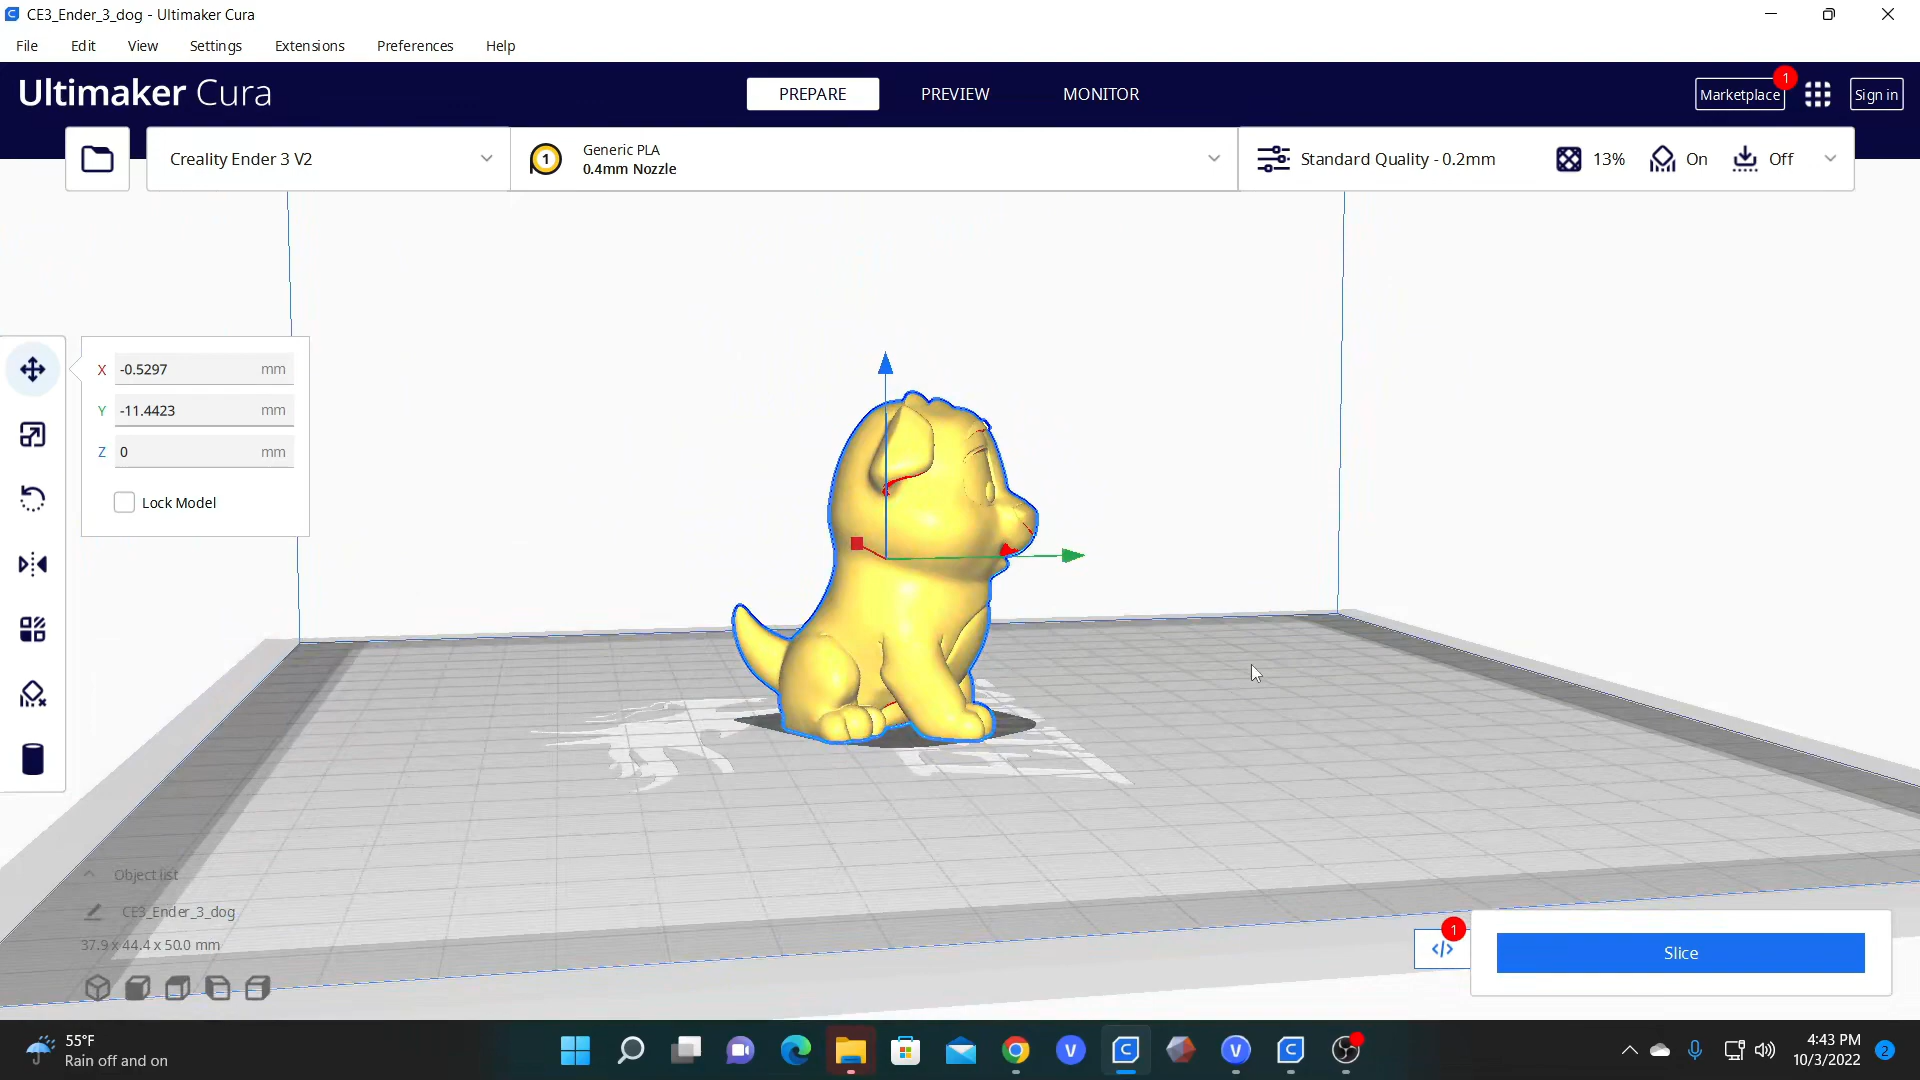 CE3_Ender_3_dog - Ultimaker Cura
File Edit View Settings Extensions Preferences Help
Ultimaker Cura
PREPARE PREVIEW MONITOR
Marketplace 1 Sign in
Creality Ender 3 V2
1 Generic PLA
0.4mm Nozzle
Standard Quality - 0.2mm 13% On Off
X -0.5297 mm
Y -11.4423 mm
Z 0 mm
Lock Model
Object list
CE3_Ender_3_dog
37.9 x 44.4 x 50.0 mm
</> 1
Slice
55°F
Rain off and on
V
V
4:43 PM
10/3/2022
2